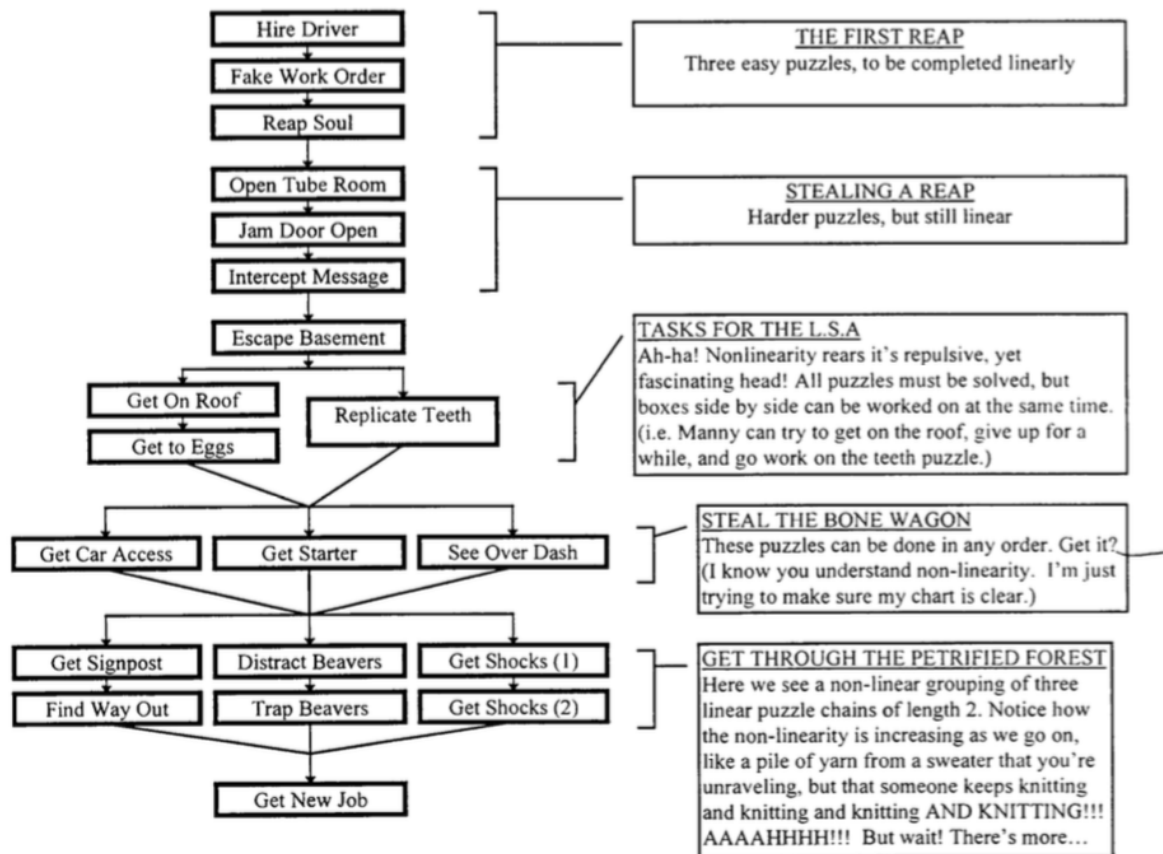 Hire Driver
Fake Work Order
Reap Soul
THE FIRST REAP
Three easy puzzles, to be completed linearly
Open Tube Room
Jam Door Open
Intercept Message
STEALING A REAP
Harder puzzles, but still linear
Escape Basement
Get On Roof
Replicate Teeth
Get to Eggs
TASKS FOR THE L.S.A
Ah-ha! Nonlinearity rears it's repulsive, yet
fascinating head! All puzzles must be solved, but
boxes side by side can be worked on at the same time.
(i.e. Manny can try to get on the roof, give up for a
while, and go work on the teeth puzzle.)
Get Car Access
Get Starter
See Over Dash
STEAL THE BONE WAGON
These puzzles can be done in any order. Get it?
(I know you understand non-linearity. I'm just
trying to make sure my chart is clear.)
Get Signpost
Distract Beavers
Get Shocks (1)
Find Way Out
Trap Beavers
Get Shocks (2)
GET THROUGH THE PETRIFIED FOREST
Here we see a non-linear grouping of three
linear puzzle chains of length 2. Notice how
the non-linearity is increasing as we go on,
like a pile of yarn from a sweater that you're
unraveling, but that someone keeps knitting
and knitting and knitting AND KNITTING!!!
AAAAHHHH!!! But wait! There's more…
Get New Job